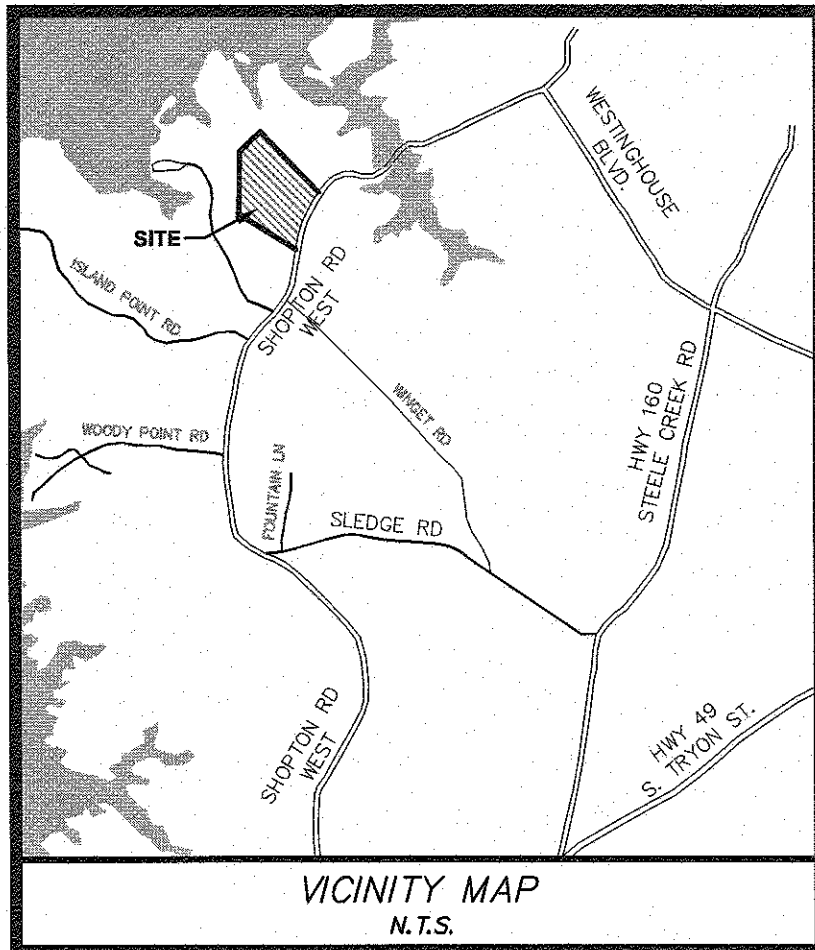 WESTINGHOUSE
BLVD.
SITE
ISLAND POINT RD
SHOPTON RD
WEST
WINGET RD
HWY 160
STEELE CREEK RD
WOODY POINT RD
FOUNTAIN LN
SLEDGE RD
SHOPTON RD
WEST
HWY 49
S. TRYON ST.
VICINITY MAP
N.T.S.